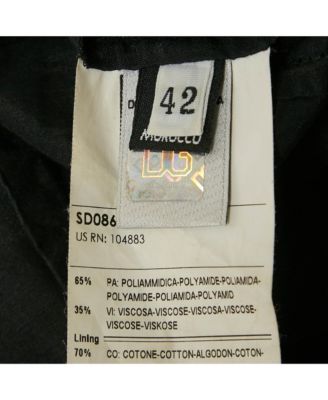 42
D A
MOROCCO
DG
SD086
US RN: 104883
65% PA: POLIAMMIDICA-POLYAMIDE-POLIAMIDA-
POLYAMIDE-POLIAMIDA-POLYAMID
35% VI: VISCOSA-VISCOSE-VISCOSA-VISCOSE-
VISCOSE-VISKOSE
Lining
70% CO: COTONE-COTTON-ALGODON-COTON-